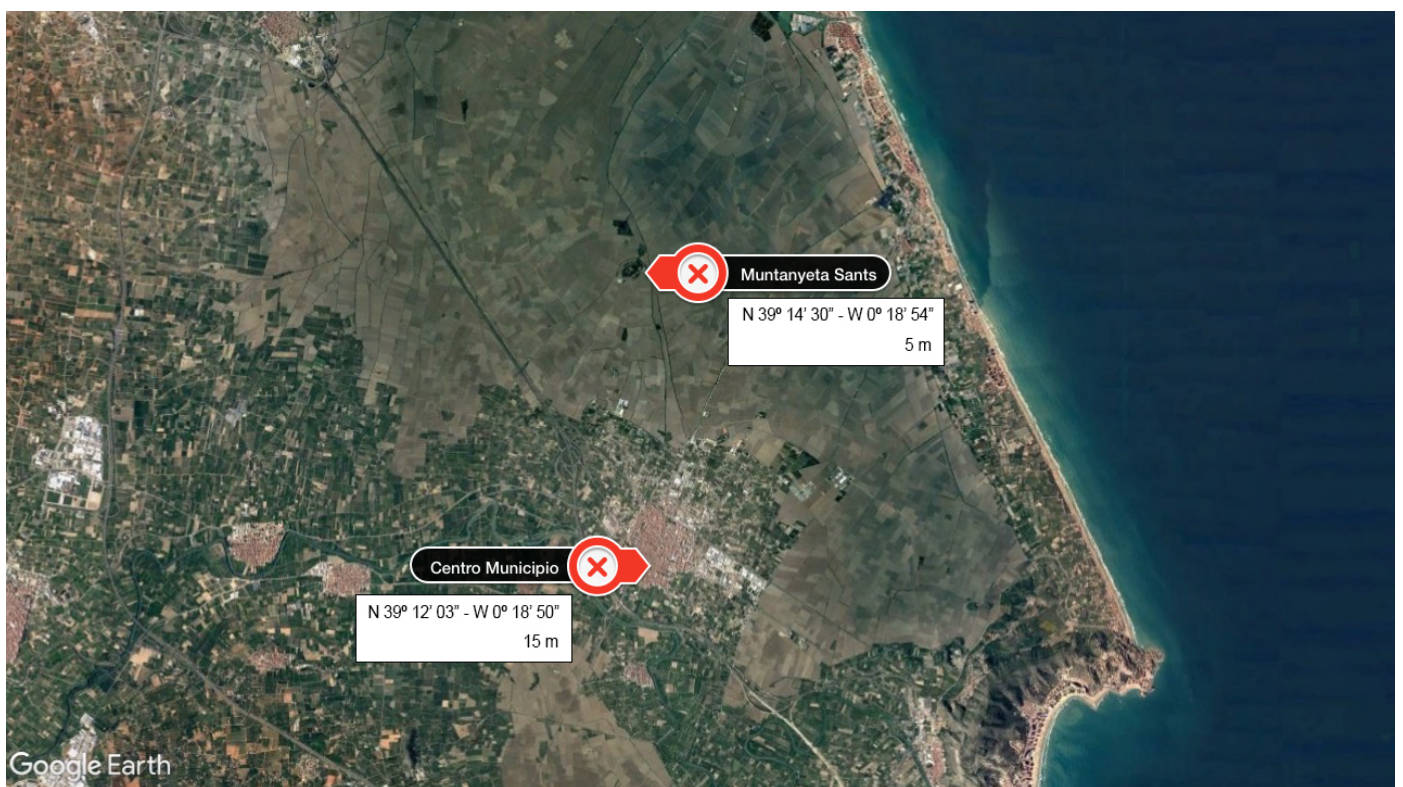 Muntanyeta Sants
N 39º 14’ 30” - W 0º 18’ 54”
5 m
Centro Municipio
N 39º 12’ 03” - W 0º 18’ 50”
15 m
Google Earth